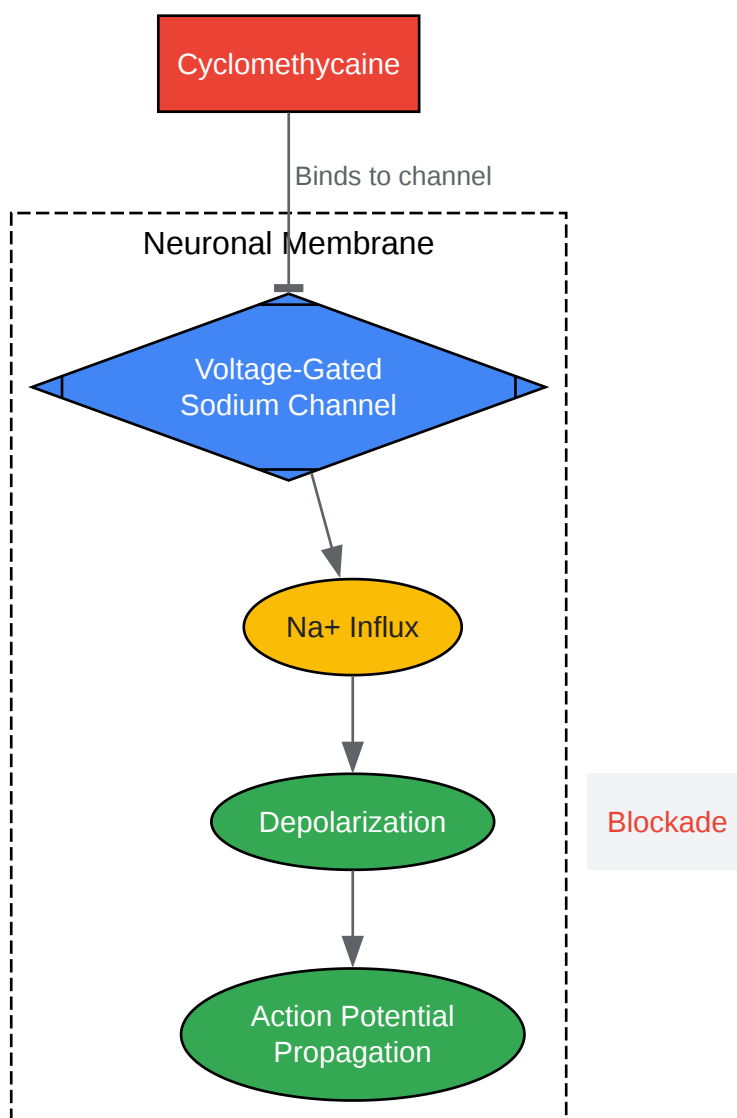 Cyclomethycaine
Binds to channel
Neuronal Membrane
Voltage-Gated
Sodium Channel
Na+ Influx
Depolarization
Blockade
Action Potential
Propagation